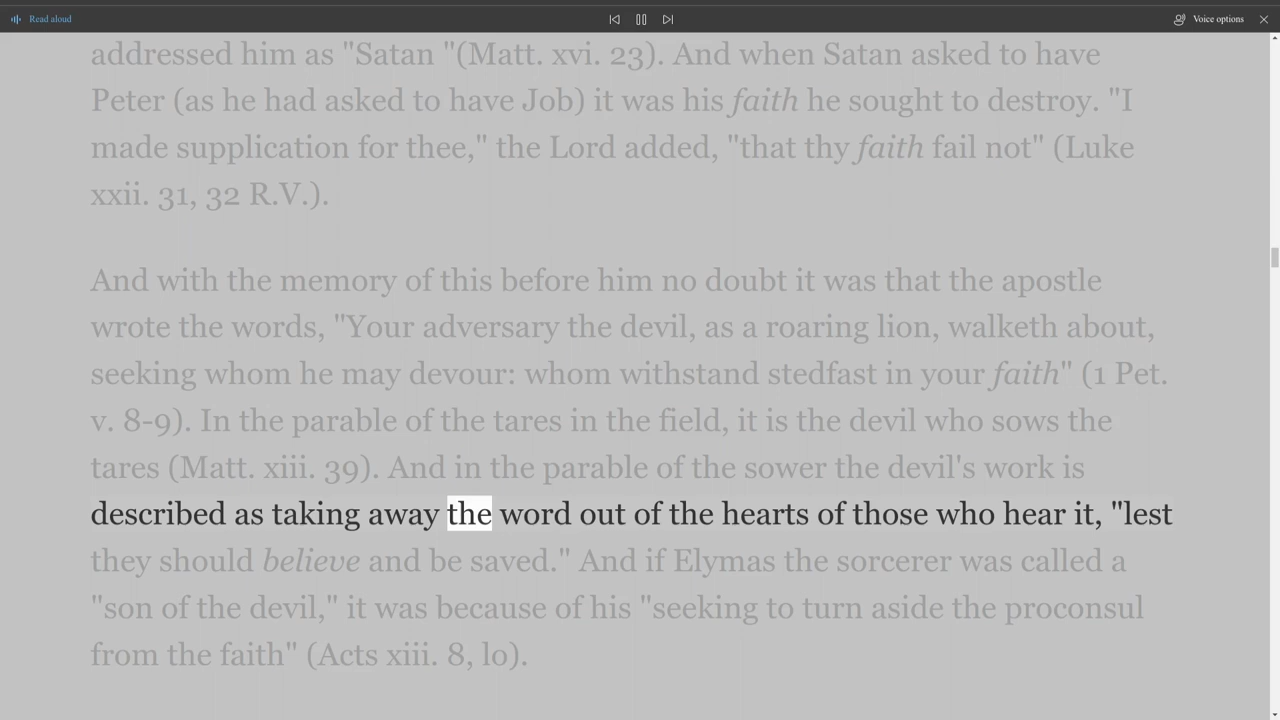 Read aloud
Voice options
addressed him as "Satan "(Matt. xvi. 23). And when Satan asked to have
Peter (as he had asked to have Job) it was his faith he sought to destroy. "I
made supplication for thee," the Lord added, "that thy faith fail not" (Luke
xxii. 31, 32 R.V.).
And with the memory of this before him no doubt it was that the apostle
wrote the words, "Your adversary the devil, as a roaring lion, walketh about,
seeking whom he may devour: whom withstand stedfast in your faith" (1 Pet.
v. 8-9). In the parable of the tares in the field, it is the devil who sows the
tares (Matt. xiii. 39). And in the parable of the sower the devil's work is
described as taking away the word out of the hearts of those who hear it, "lest
they should believe and be saved." And if Elymas the sorcerer was called a
"son of the devil," it was because of his "seeking to turn aside the proconsul
from the faith" (Acts xiii. 8, lo).